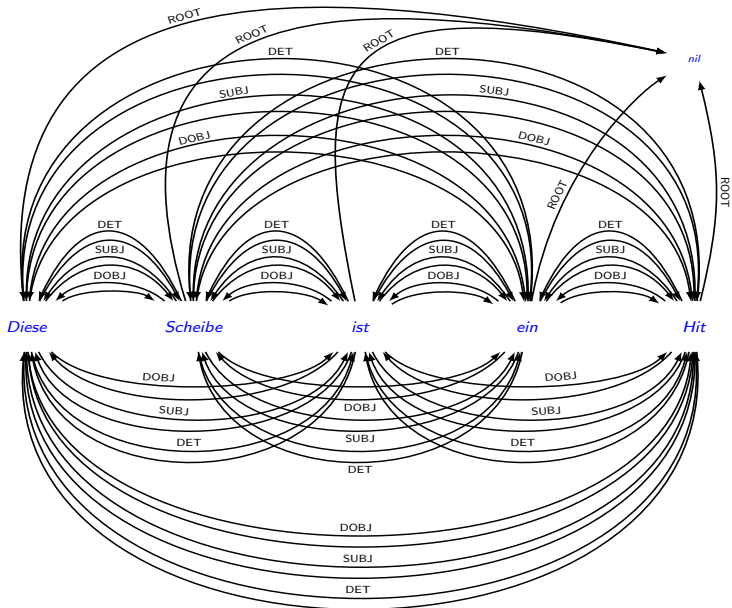 ROOT
ROOT
ROOT
DET DET
nil
SUBJ SUBJ
DOBJ DOBJ
ROOT
ROOT
DET DET DET DET
SUBJ SUBJ SUBJ SUBJ
DOBJ DOBJ DOBJ DOBJ
Diese Scheibe ist ein Hit
DOBJ DOBJ
DOBJ
SUBJ SUBJ
SUBJ
DET DET
DET
DOBJ
SUBJ
DET